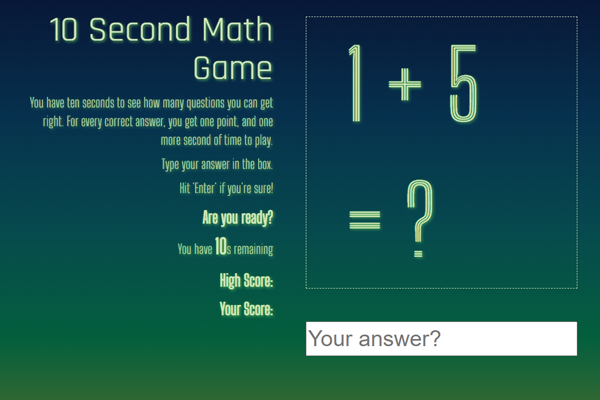 10 Second Math
Game
You have ten seconds to see how many questions you can get
right. For every correct answer, you get one point, and one
more second of time to play.
Type your answer in the box.
Hit 'Enter' if you're sure!
Are you ready?
You have 10s remaining
High Score:
Your Score:
1 + 5
= ?
Your answer?